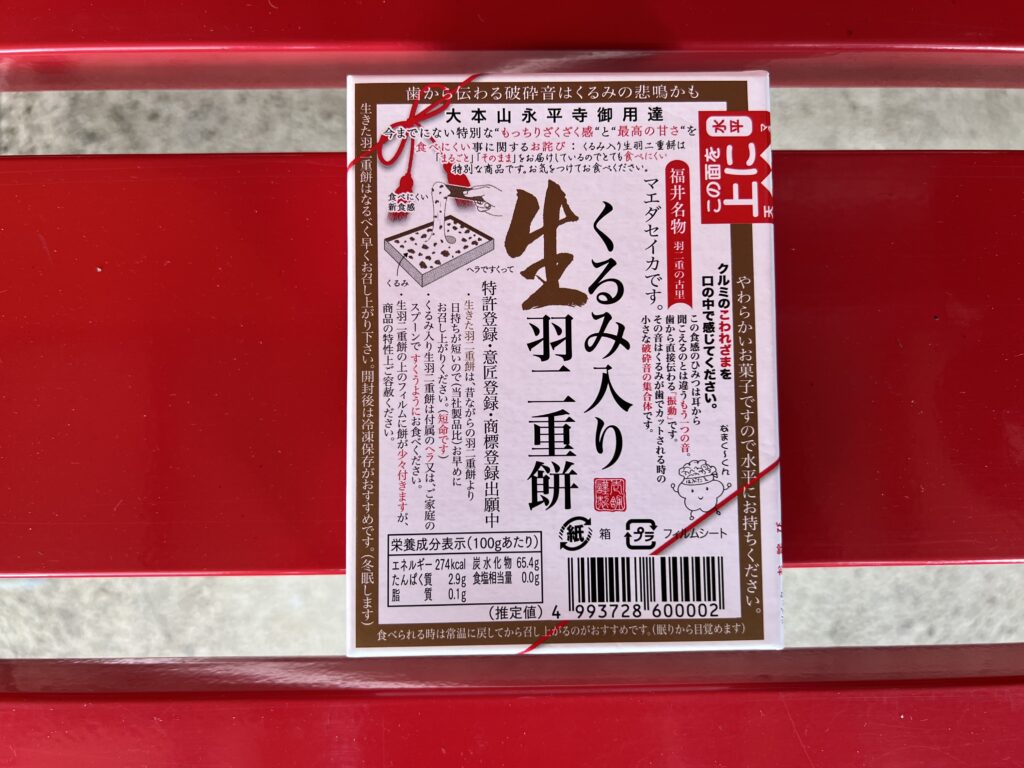 歯から伝わる破砕音はくるみの悲鳴かも
大本山永平寺御用達
今までにない特別な“もっちりざくざく感”と“最高の甘さ”を
食べにくい事に関するお詫び：くるみ入り生羽二重餅は
「まるごと」「そのまま」をお届けしているのでとても食べにくい
特別な商品です。お気をつけてお食べください。
水平
この面を
上に
天
やわらかいお菓子ですので水平にお持ちください。
クルミのこわれざまを
口の中で感じてください。
この食感のひみつは耳から
聞こえるのとは違うもう一つの音。
歯から直接伝わる「振動」です。
その音はくるみが歯でカットされる時の
小さな破砕音の集合体です。
なまく〜くん
福井名物 羽二重の古里
マエダセイカです。
くるみ入り
生羽二重餅
食べにくい
新食感
くるみ
ヘラですくって
特許登録・意匠登録・商標登録出願中
・生きた羽二重餅は、昔ながらの羽二重餅より
日持ちが短いので(当社製品比)お早めに
お召し上がりください。(短命です)
・くるみ入り生羽二重餅は付属のヘラ又は、ご家庭の
スプーンですくうようにお食べください。
・生羽二重餅の上のフィルムに餅が少々付きますが、
商品の特性上ご容赦ください。
生きた羽二重餅はなるべく早くお召し上がり下さい。開封後は冷凍保存がおすすめです。(冬眠します)
紙 箱
プラ フィルムシート
栄養成分表示(100gあたり)
エネルギー 274kcal 炭水化物 65.4g
たんぱく質 2.9g 食塩相当量 0.0g
脂質 0.1g
(推定値)
4 993728 600002
食べられる時は常温に戻してから召し上がるのがおすすめです。(眠りから目覚めます)